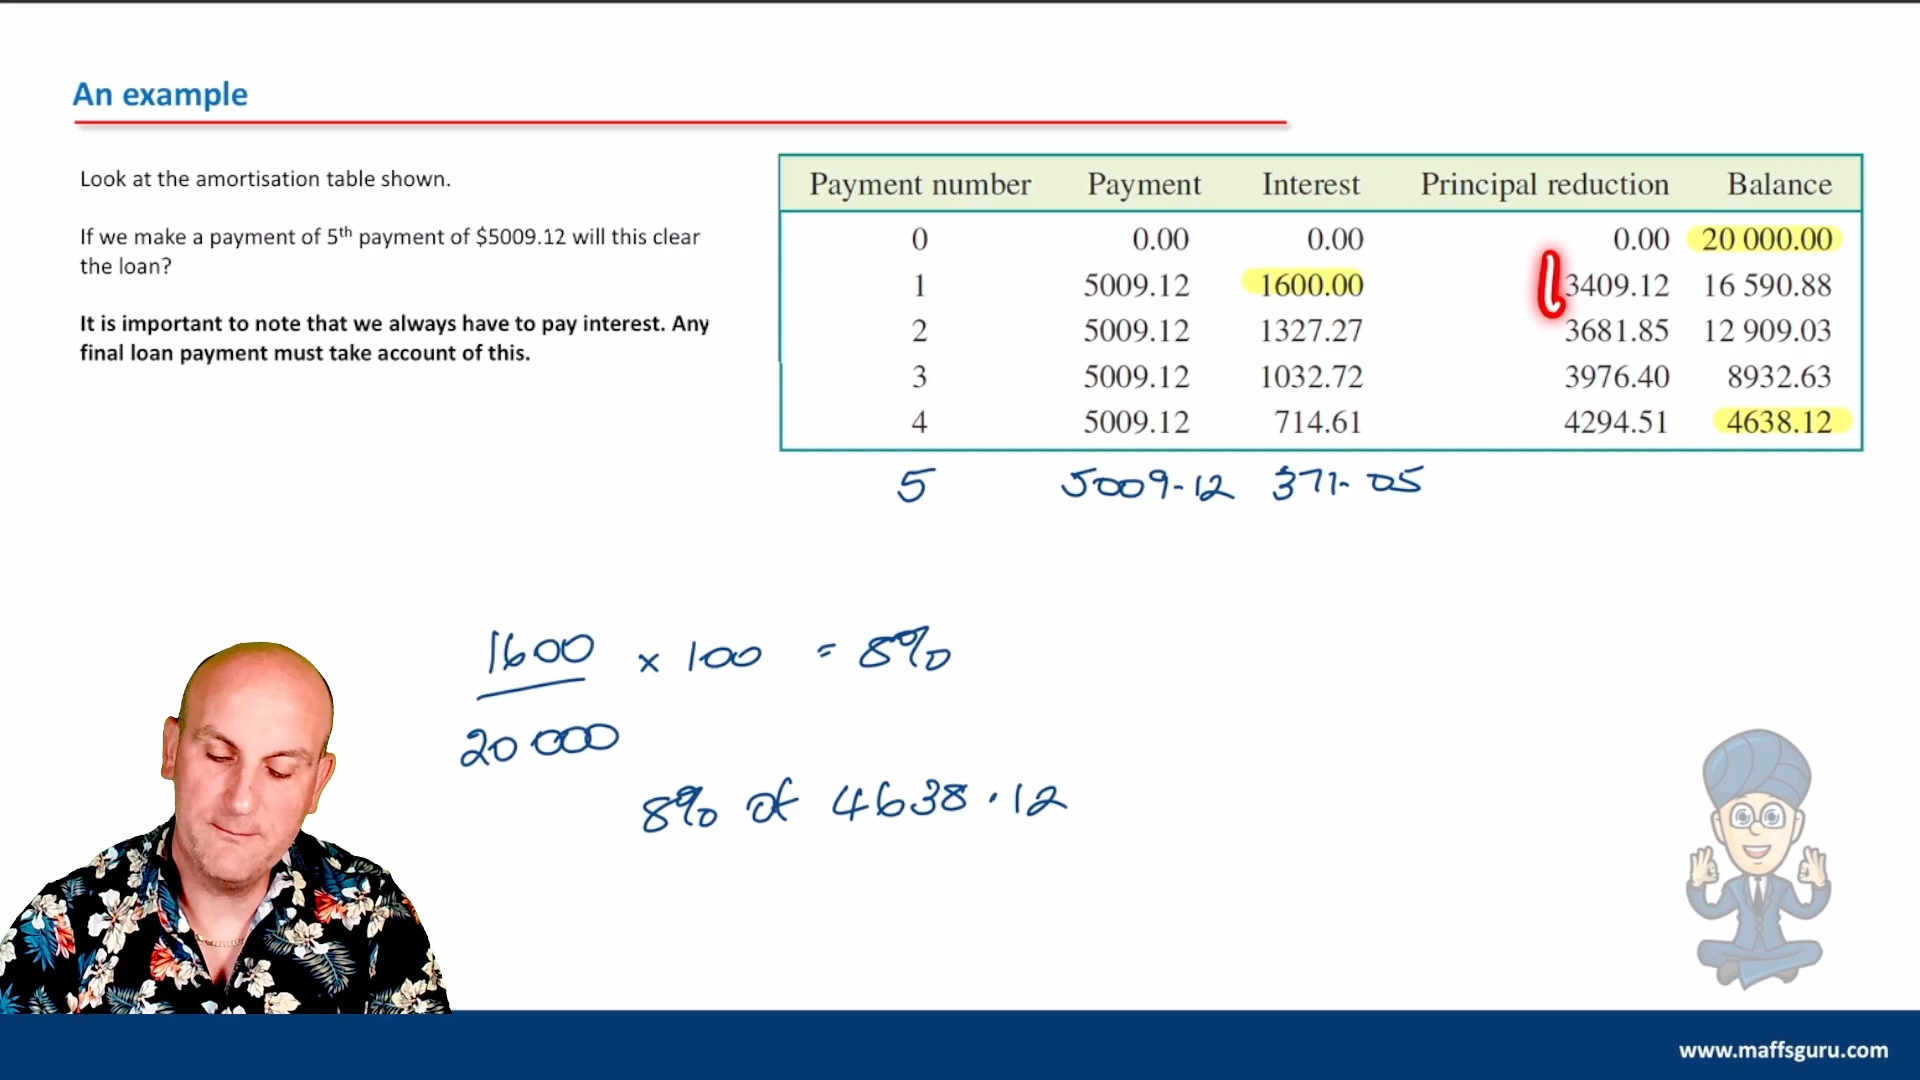 An example
Look at the amortisation table shown.
If we make a payment of 5th payment of $5009.12 will this clear
the loan?
It is important to note that we always have to pay interest. Any
final loan payment must take account of this.
Payment number Payment Interest Principal reduction Balance
0 0.00 0.00 0.00 20 000.00
1 5009.12 1600.00 3409.12 16 590.88
2 5009.12 1327.27 3681.85 12 909.03
3 5009.12 1032.72 3976.40 8932.63
4 5009.12 714.61 4294.51 4638.12
5 5009.12 371.05
1600 × 100 = 8%
20 000
8% of 4638.12
www.maffsguru.com